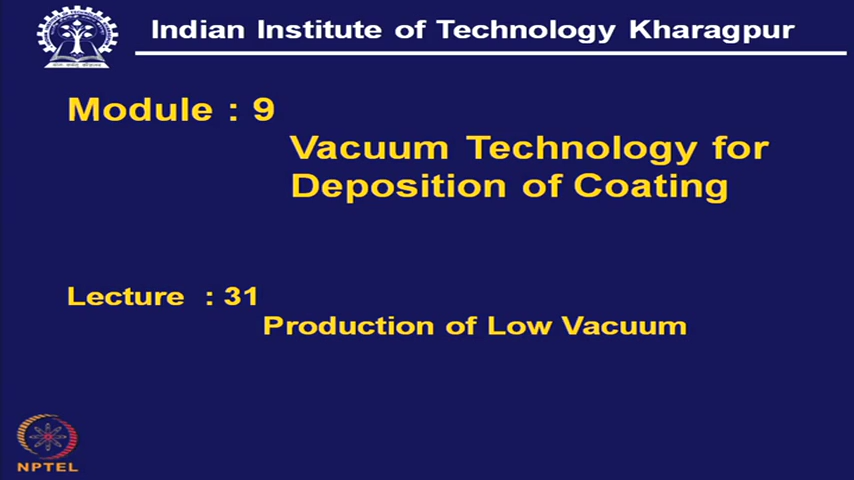 Indian Institute of Technology Kharagpur
Module : 9
Vacuum Technology for
Deposition of Coating
Lecture : 31
Production of Low Vacuum
NPTEL